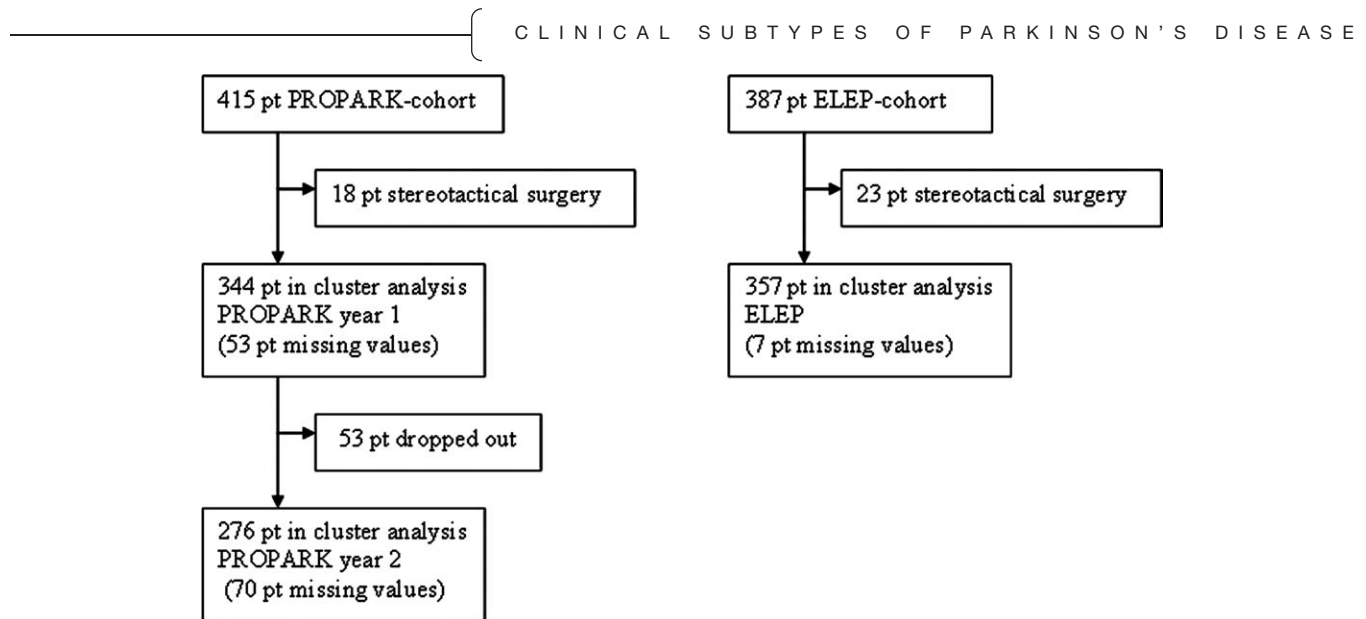 CLINICAL SUBTYPES OF PARKINSON’S DISEASE
415 pt PROPARK-cohort
18 pt stereotactical surgery
344 pt in cluster analysis
PROPARK year 1
(53 pt missing values)
53 pt dropped out
276 pt in cluster analysis
PROPARK year 2
(70 pt missing values)
387 pt ELEP-cohort
23 pt stereotactical surgery
357 pt in cluster analysis
ELEP
(7 pt missing values)